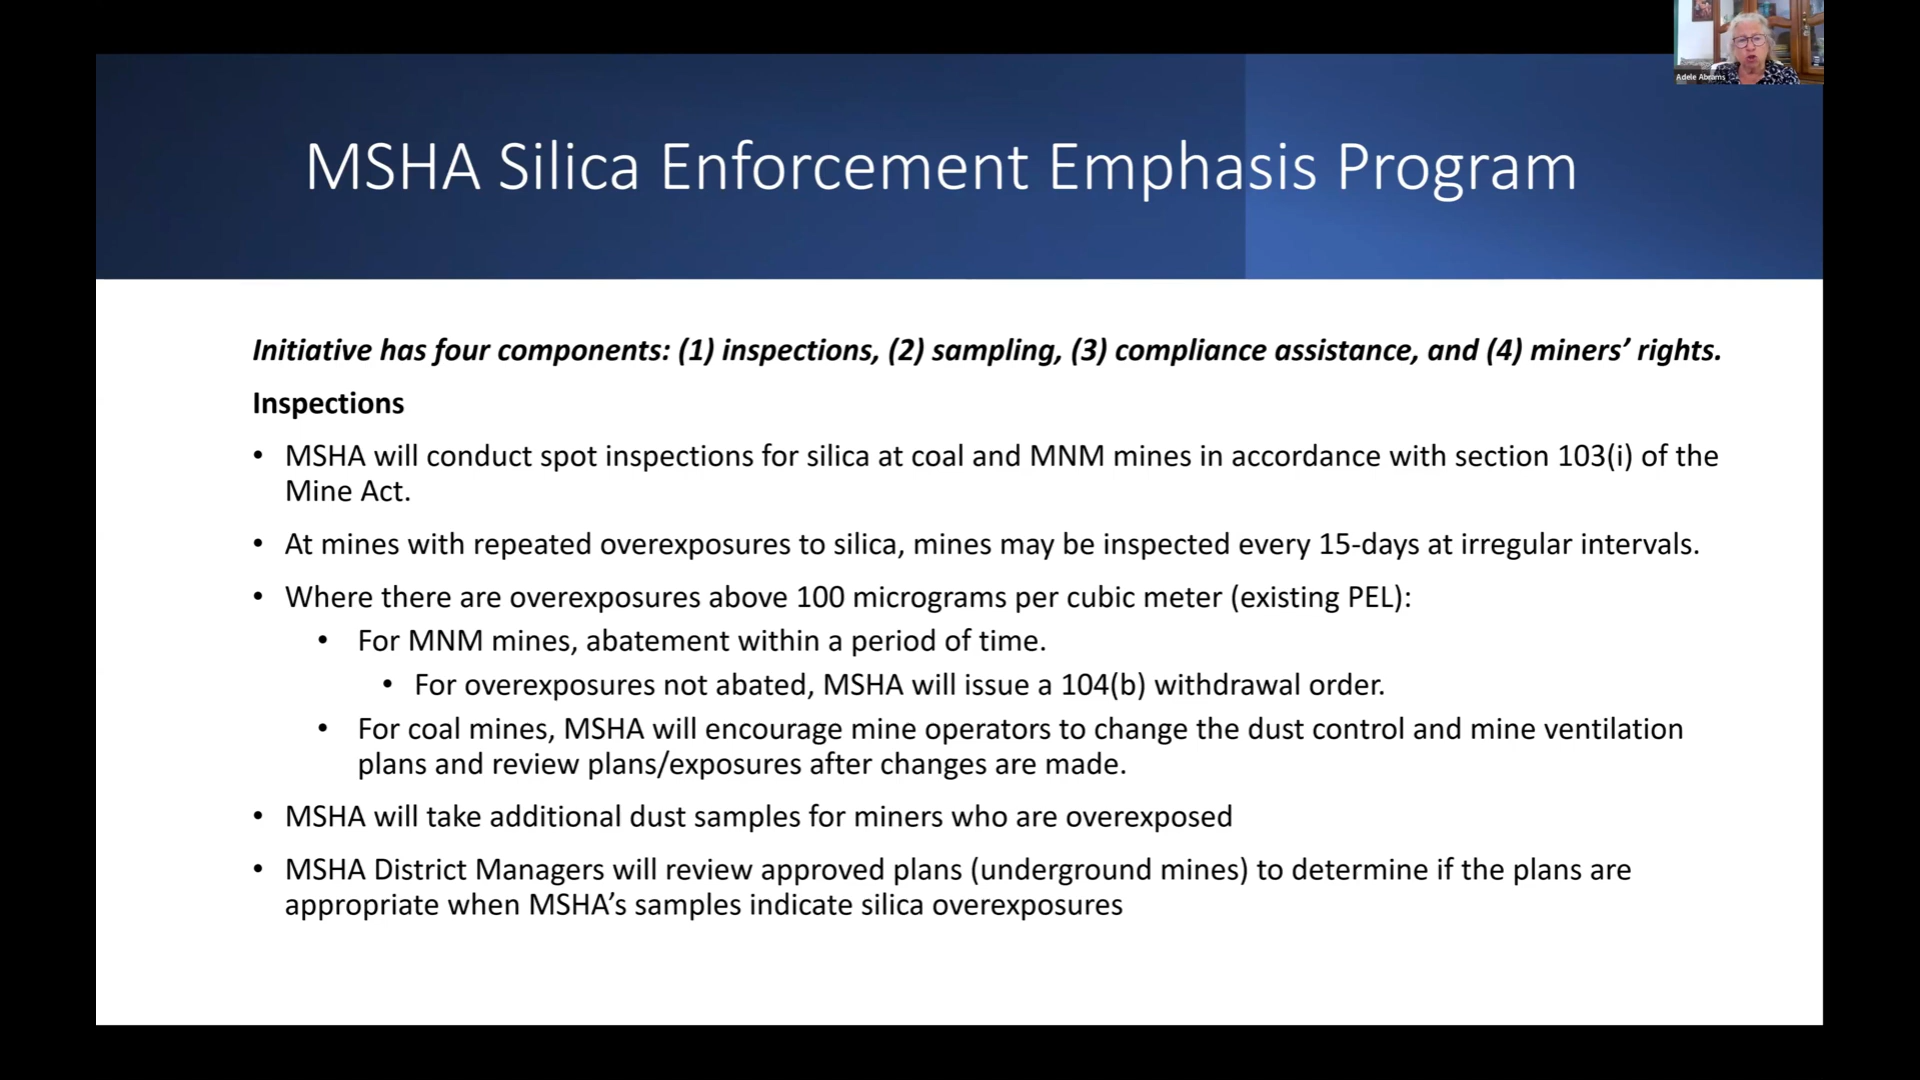 Adele Abrams
MSHA Silica Enforcement Emphasis Program
Initiative has four components: (1) inspections, (2) sampling, (3) compliance assistance, and (4) miners’ rights.
Inspections
• MSHA will conduct spot inspections for silica at coal and MNM mines in accordance with section 103(i) of the
Mine Act.
• At mines with repeated overexposures to silica, mines may be inspected every 15-days at irregular intervals.
• Where there are overexposures above 100 micrograms per cubic meter (existing PEL):
• For MNM mines, abatement within a period of time.
• For overexposures not abated, MSHA will issue a 104(b) withdrawal order.
• For coal mines, MSHA will encourage mine operators to change the dust control and mine ventilation
plans and review plans/exposures after changes are made.
• MSHA will take additional dust samples for miners who are overexposed
• MSHA District Managers will review approved plans (underground mines) to determine if the plans are
appropriate when MSHA’s samples indicate silica overexposures